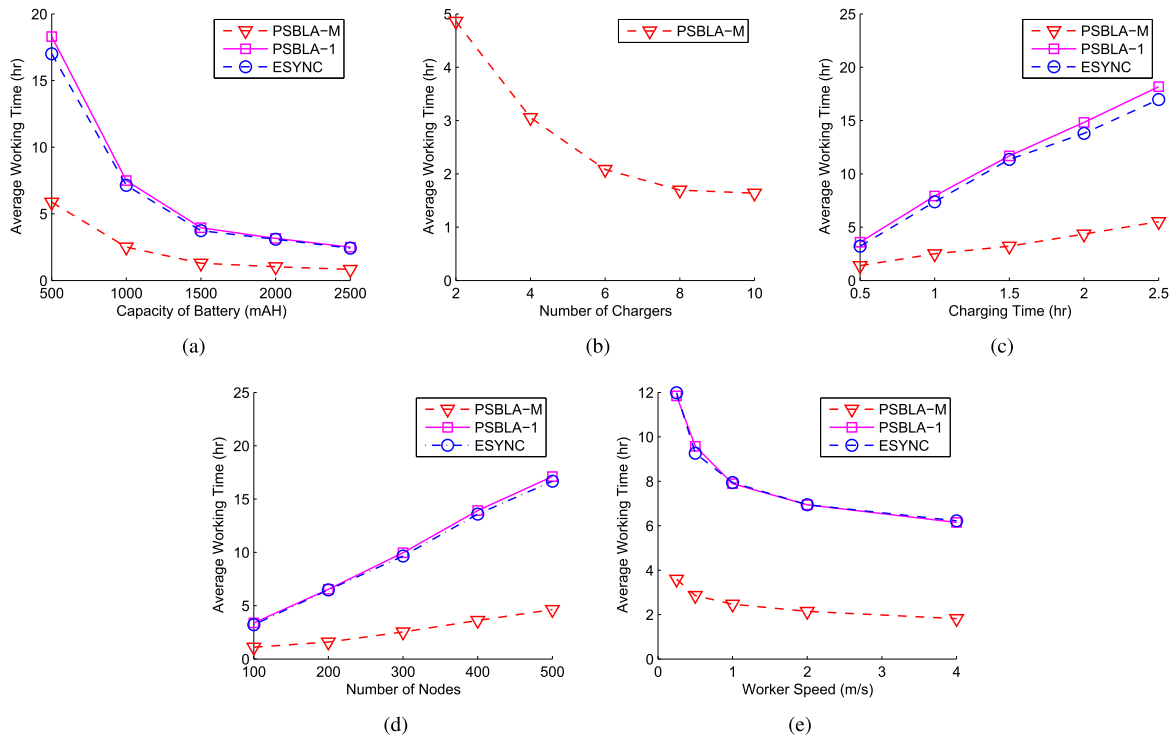 20
15
10
5
0
500
1000
1500
2000
2500
Average Working Time (hr)
Capacity of Battery (mAH)
PSBLA−M
PSBLA−1
ESYNC
(a)
5
4
3
2
1
0
2
4
6
8
10
Average Working Time (hr)
Number of Chargers
PSBLA−M
(b)
25
20
15
10
5
0
0.5
1
1.5
2
2.5
Average Working Time (hr)
Charging Time (hr)
PSBLA−M
PSBLA−1
ESYNC
(c)
25
20
15
10
5
0
100
200
300
400
500
Average Working Time (hr)
Number of Nodes
PSBLA−M
PSBLA−1
ESYNC
(d)
12
10
8
6
4
2
0
0
1
2
3
4
Average Working Time (hr)
Worker Speed (m/s)
PSBLA−M
PSBLA−1
ESYNC
(e)